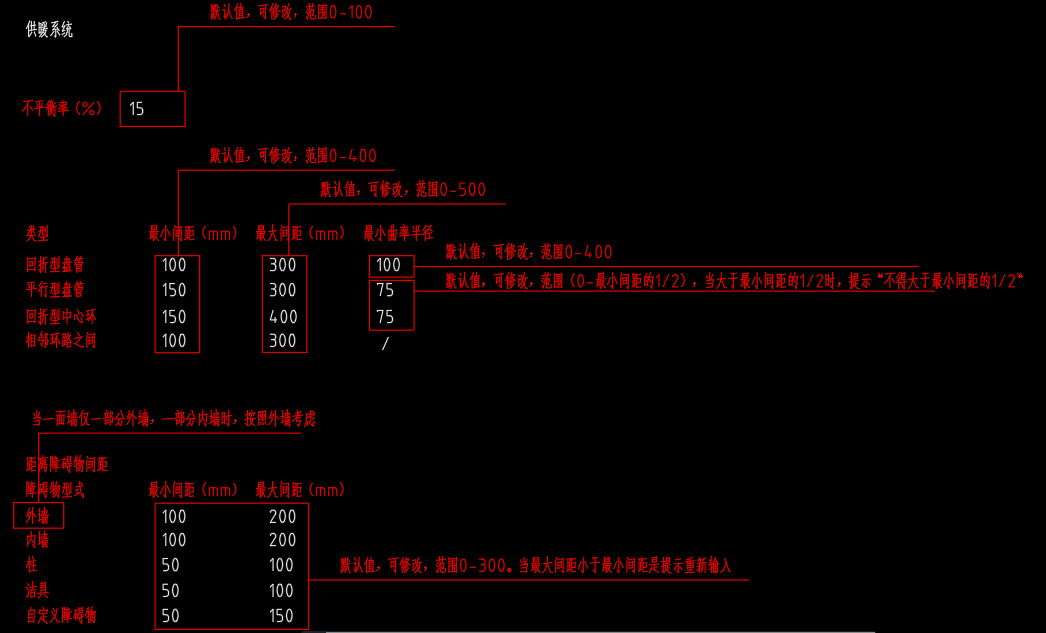 默认值，可修改，范围0-100
供暖系统
不平衡率（%） 15
默认值，可修改，范围0-400
默认值，可修改，范围0-500
类型 最小间距（mm） 最大间距（mm） 最小曲率半径
默认值，可修改，范围0-400
回折型盘管 100 300 100
默认值，可修改，范围（0-最小间距的1/2），当大于最小间距的1/2时，提示“不得大于最小间距的1/2“
平行型盘管 150 300 75
回折型中心环 150 400 75
相邻环路之间 100 300 /
当一面墙仅一部分外墙，一部分内墙时，按照外墙考虑
距离障碍物间距
障碍物型式 最小间距（mm） 最大间距（mm）
外墙 100 200
内墙 100 200
柱 50 100
默认值，可修改，范围0-300。当最大间距小于最小间距是提示重新输入
洁具 50 100
自定义障碍物 50 150